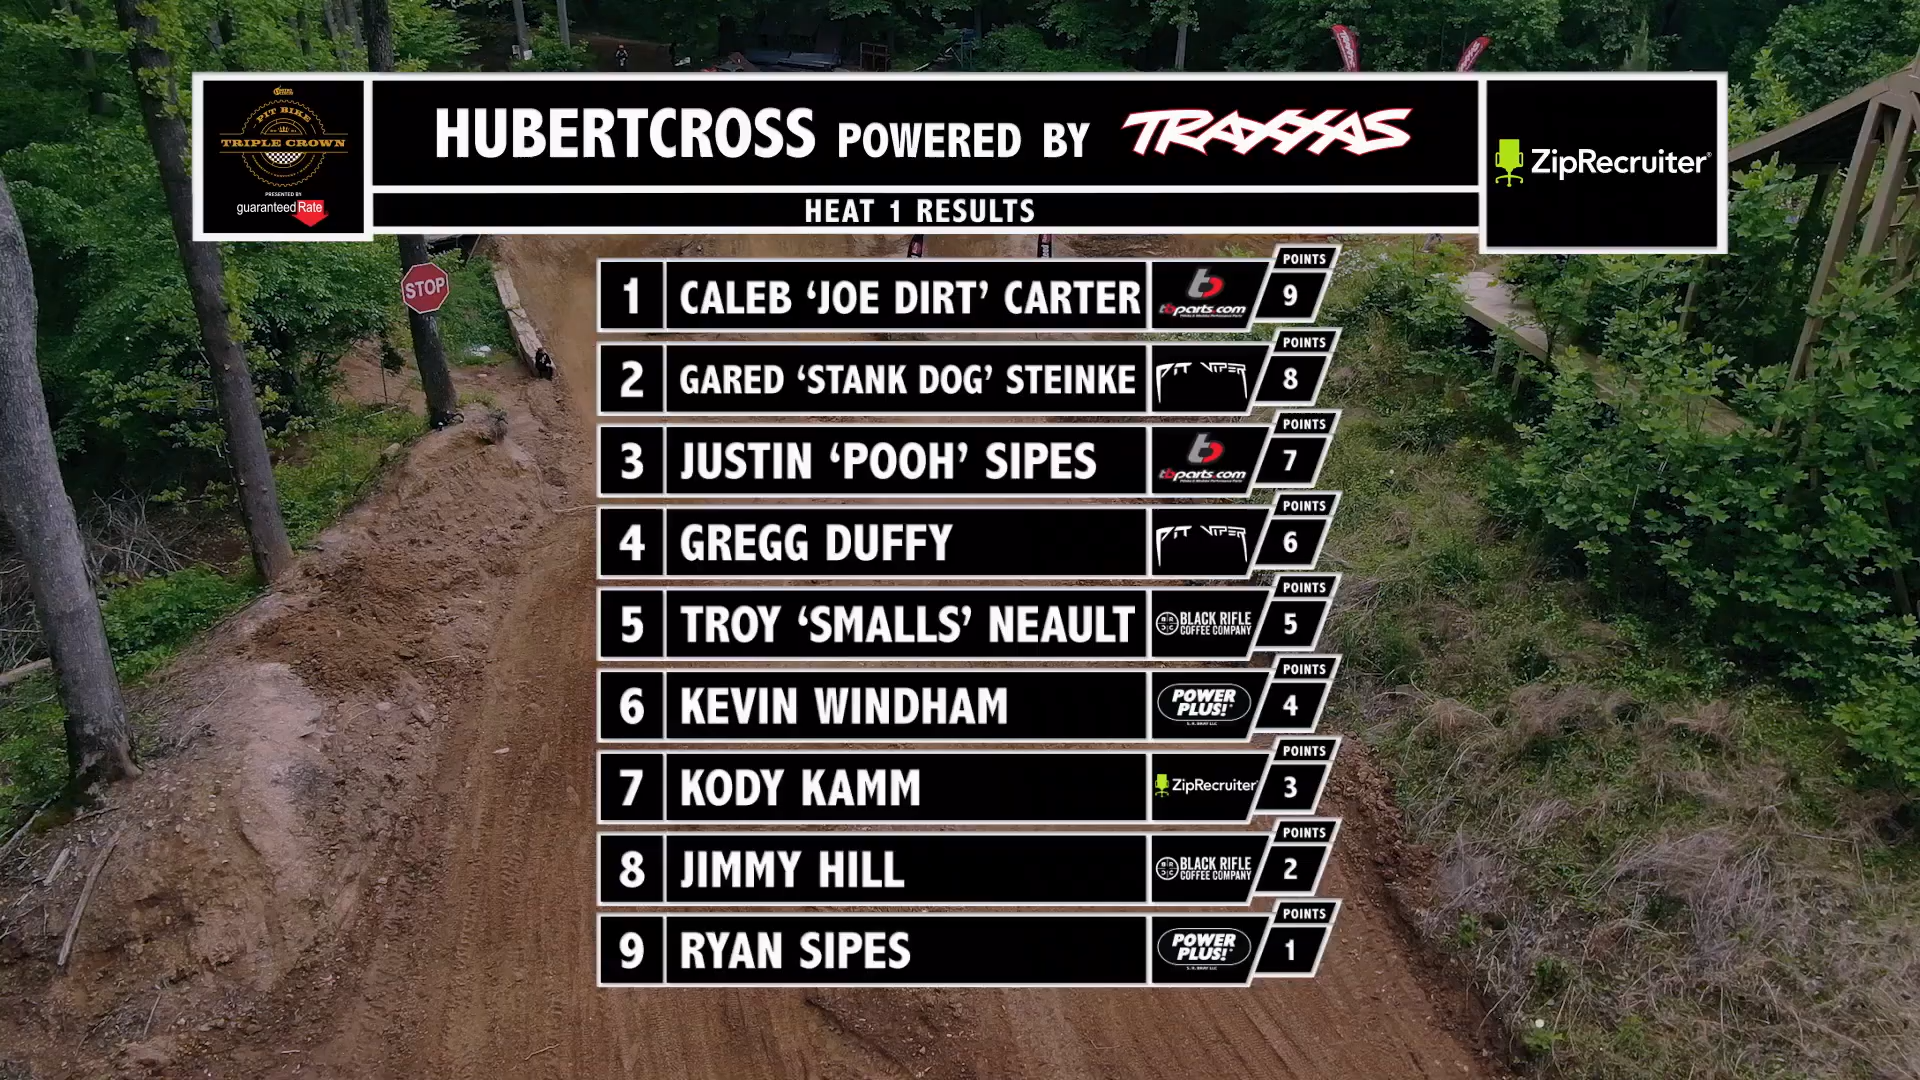 PIT BIKE
TRIPLE CROWN
PRESENTED BY
guaranteed Rate
HUBERTCROSS POWERED BY TRAXXAS
HEAT 1 RESULTS
ZipRecruiter
STOP
1 CALEB ‘JOE DIRT’ CARTER tbparts.com POINTS 9
2 GARED ‘STANK DOG’ STEINKE PIT VIPER POINTS 8
3 JUSTIN ‘POOH’ SIPES tbparts.com POINTS 7
4 GREGG DUFFY PIT VIPER POINTS 6
5 TROY ‘SMALLS’ NEAULT BLACK RIFLE COFFEE COMPANY POINTS 5
6 KEVIN WINDHAM POWER PLUS! POINTS 4
7 KODY KAMM ZipRecruiter POINTS 3
8 JIMMY HILL BLACK RIFLE COFFEE COMPANY POINTS 2
9 RYAN SIPES POWER PLUS! POINTS 1